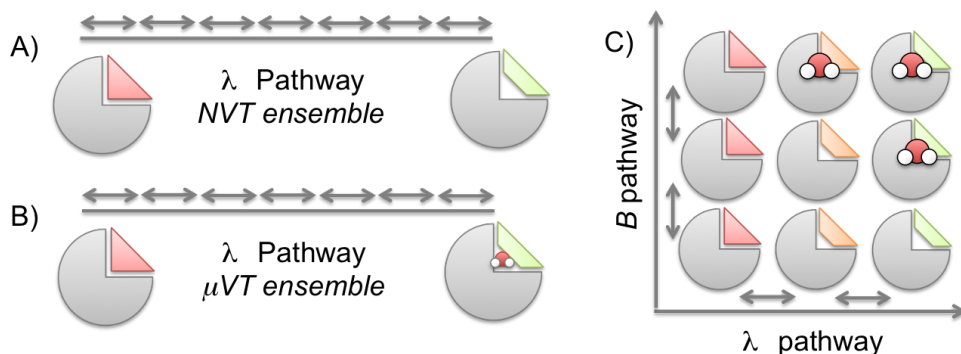 A)
λ Pathway
NVT ensemble
B)
λ Pathway
μVT ensemble
C)
B pathway
λ pathway